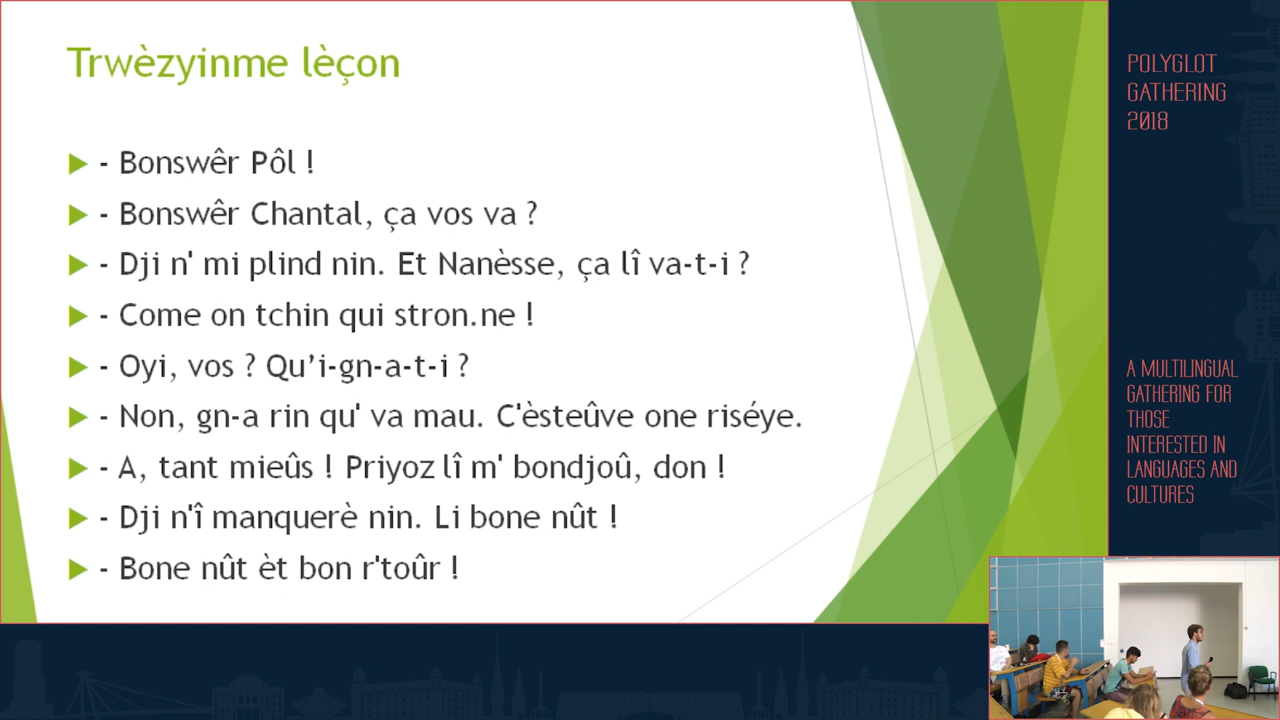 Trwèzyinme lèçon
- Bonswêr Pôl !
- Bonswêr Chantal, ça vos va ?
- Dji n' mi plind nin. Et Nanèsse, ça lî va-t-i ?
- Come on tchin qui stron.ne !
- Oyi, vos ? Qu’i-gn-a-t-i ?
- Non, gn-a rin qu' va mau. C'èsteûve one riséye.
- A, tant mieûs ! Priyoz lî m' bondjoû, don !
- Dji n'î manquerè nin. Li bone nût !
- Bone nût èt bon r'toûr !
POLYGLOT
GATHERING
2018
A MULTILINGUAL
GATHERING FOR
THOSE
INTERESTED IN
LANGUAGES AND
CULTURES